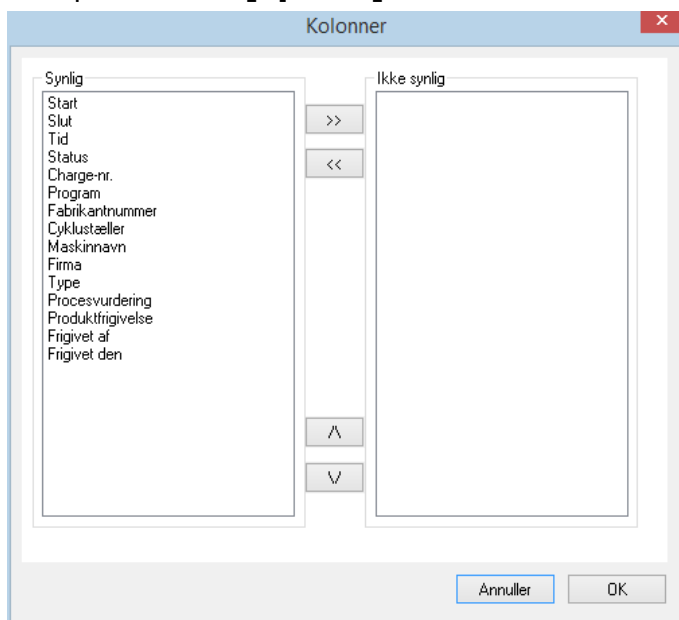 Kolonner
Synlig
Start
Slut
Tid
Status
Charge-nr.
Program
Fabrikantnummer
Cyklustæller
Maskinnavn
Firma
Type
Procesvurdering
Produktfrigivelse
Frigivet af
Frigivet den
>>
<<
/\
\/
Ikke synlig
Annuller
OK